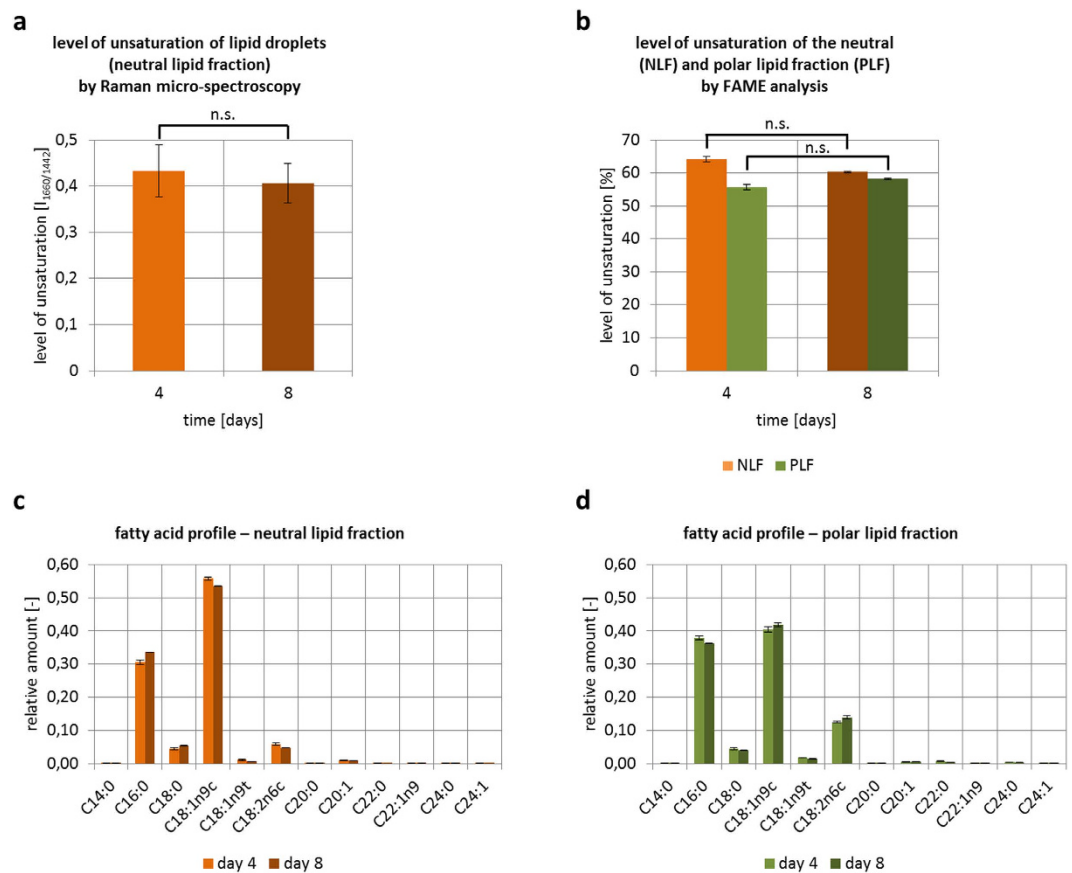 a
level of unsaturation of lipid droplets
(neutral lipid fraction)
by Raman micro-spectroscopy
n.s.
0,5
0,4
0,3
0,2
0,1
0
level of unsaturation [I1660/1442]
4
8
time [days]
b
level of unsaturation of the neutral
(NLF) and polar lipid fraction (PLF)
by FAME analysis
n.s.
n.s.
70
60
50
40
30
20
10
0
level of unsaturation [%]
4
8
time [days]
NLF
PLF
c
fatty acid profile – neutral lipid fraction
0,60
0,50
0,40
0,30
0,20
0,10
0,00
relative amount [-]
C14:0
C16:0
C18:0
C18:1n9c
C18:1n9t
C18:2n6c
C20:0
C20:1
C22:0
C22:1n9
C24:0
C24:1
day 4
day 8
d
fatty acid profile – polar lipid fraction
0,60
0,50
0,40
0,30
0,20
0,10
0,00
relative amount [-]
C14:0
C16:0
C18:0
C18:1n9c
C18:1n9t
C18:2n6c
C20:0
C20:1
C22:0
C22:1n9
C24:0
C24:1
day 4
day 8